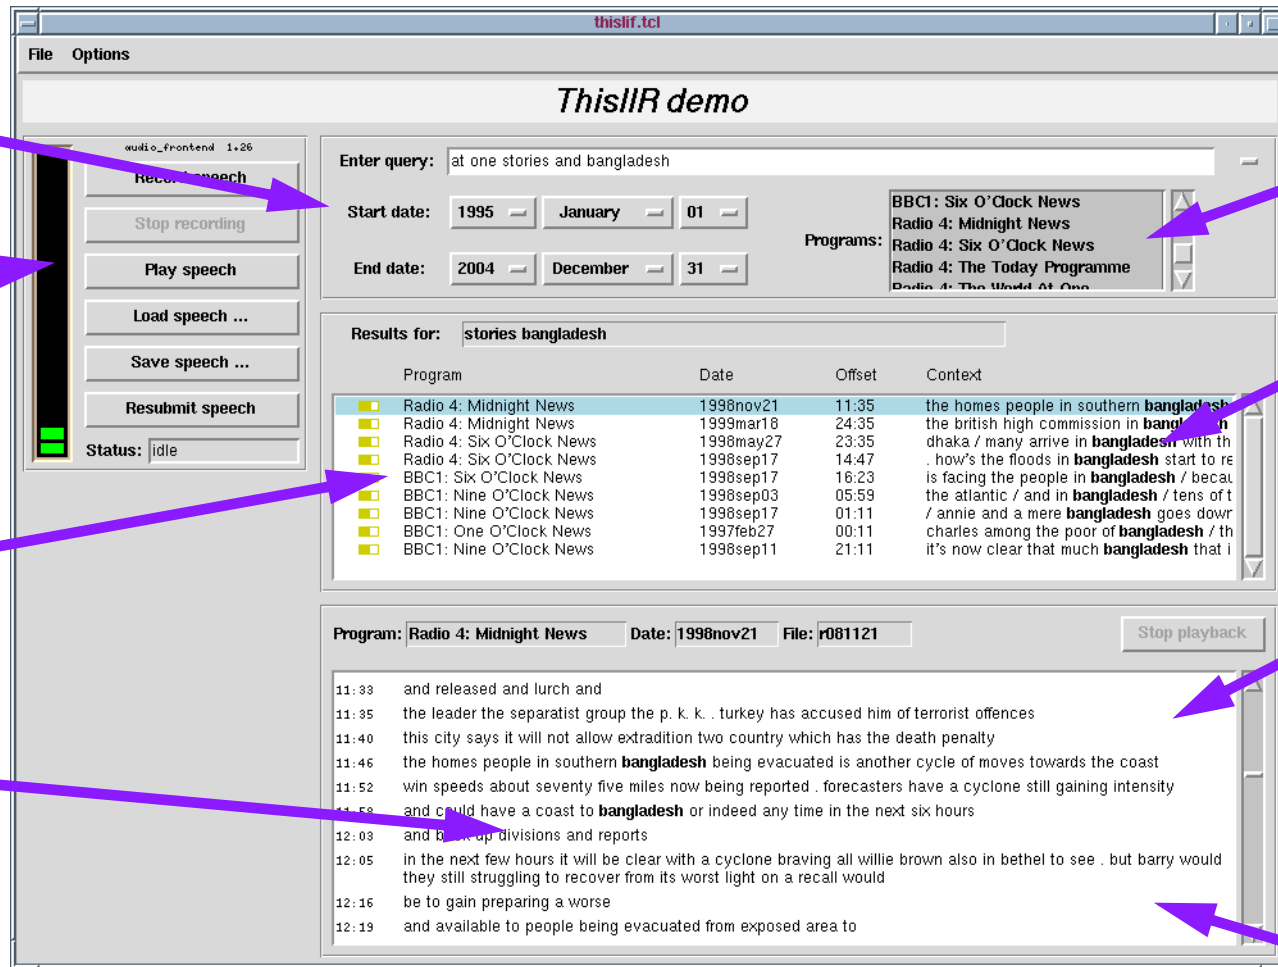 thislif.tcl
File Options
ThisIIR demo
audio_frontend 1.26
Record speech
Stop recording
Play speech
Load speech ...
Save speech ...
Resubmit speech
Status: idle
Enter query: at one stories and bangladesh
Start date: 1995 January 01
End date: 2004 December 31
Programs:
BBC1: Six O'Clock News
Radio 4: Midnight News
Radio 4: Six O'Clock News
Radio 4: The Today Programme
Radio 4: The World At One
Results for: stories bangladesh
Program Date Offset Context
Radio 4: Midnight News 1998nov21 11:35 the homes people in southern bangladesh
Radio 4: Midnight News 1999mar18 24:35 the british high commission in bangladesh
Radio 4: Six O'Clock News 1998may27 23:35 dhaka / many arrive in bangladesh with th
Radio 4: Six O'Clock News 1998sep17 14:47 . how's the floods in bangladesh start to re
BBC1: Six O'Clock News 1998sep17 16:23 is facing the people in bangladesh / becau
BBC1: Nine O'Clock News 1998sep03 05:59 the atlantic / and in bangladesh / tens of t
BBC1: Nine O'Clock News 1998sep17 01:11 / annie and a mere bangladesh goes down
BBC1: One O'Clock News 1997feb27 00:11 charles among the poor of bangladesh / th
BBC1: Nine O'Clock News 1998sep11 21:11 it's now clear that much bangladesh that i
Program: Radio 4: Midnight News Date: 1998nov21 File: r081121 Stop playback
11:33 and released and lurch and
11:35 the leader the separatist group the p. k. k. . turkey has accused him of terrorist offences
11:40 this city says it will not allow extradition two country which has the death penalty
11:46 the homes people in southern bangladesh being evacuated is another cycle of moves towards the coast
11:52 win speeds about seventy five miles now being reported . forecasters have a cyclone still gaining intensity
11:58 and could have a coast to bangladesh or indeed any time in the next six hours
12:03 and back up divisions and reports
12:05 in the next few hours it will be clear with a cyclone braving all willie brown also in bethel to see . but barry would
they still struggling to recover from its worst light on a recall would
12:16 be to gain preparing a worse
12:19 and available to people being evacuated from exposed area to